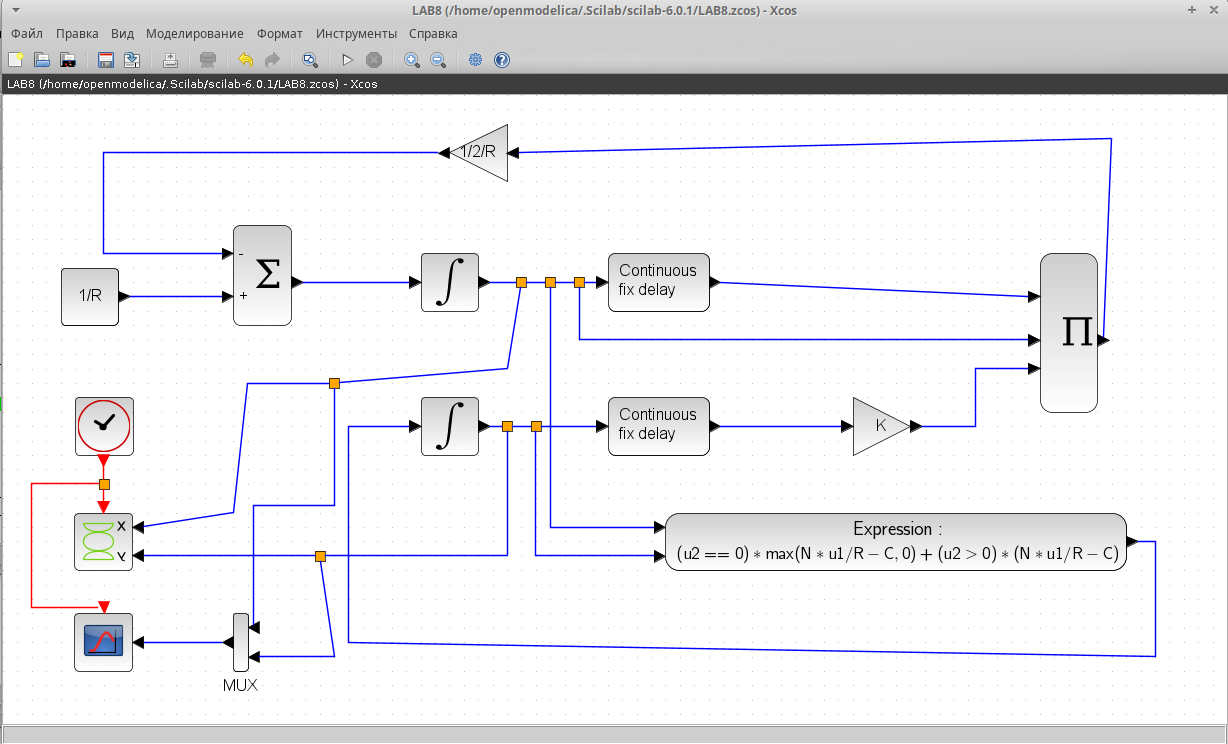 LAB8 (/home/openmodelica/.Scilab/scilab-6.0.1/LAB8.zcos) - Xcos
Файл Правка Вид Моделирование Формат Инструменты Справка
LAB8 (/home/openmodelica/.Scilab/scilab-6.0.1/LAB8.zcos) - Xcos
1/2/R
-
Σ
+
1/R
∫
Continuous
fix delay
Π
∫
Continuous
fix delay
K
X
Y
Expression :
(u2 == 0) ∗ max(N ∗ u1/R − C, 0) + (u2 > 0) ∗ (N ∗ u1/R − C)
MUX